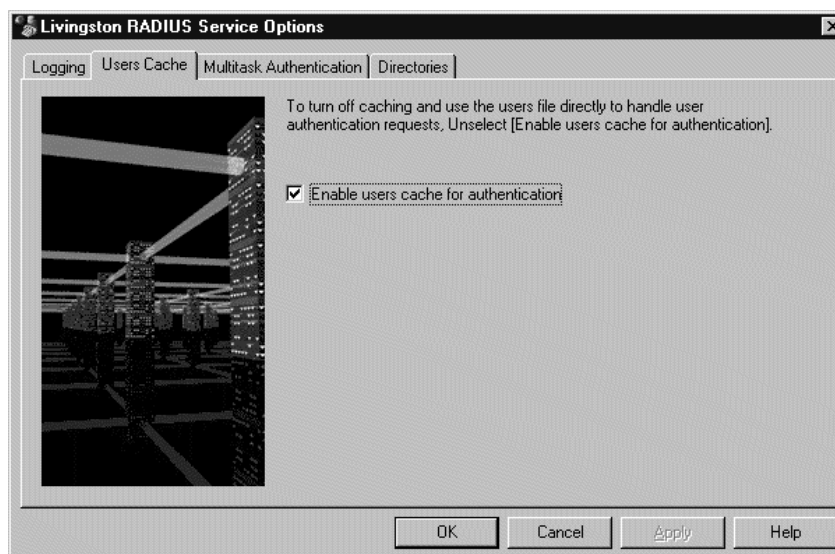 Livingston RADIUS Service Options
Logging Users Cache Multitask Authentication Directories
To turn off caching and use the users file directly to handle user
authentication requests, Unselect [Enable users cache for authentication].
Enable users cache for authentication
OK Cancel Apply Help